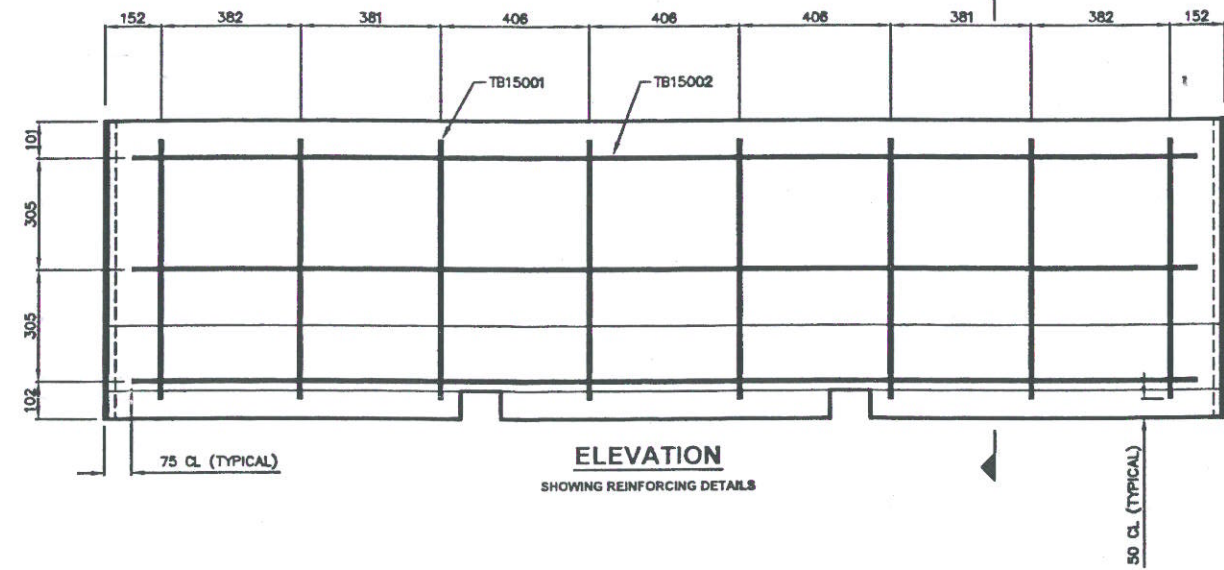 152 382 381 406 406 406 381 382 152
TB15001 TB15002
101
305
305
102
75 CL (TYPICAL)
ELEVATION
SHOWING REINFORCING DETAILS
50 CL (TYPICAL)